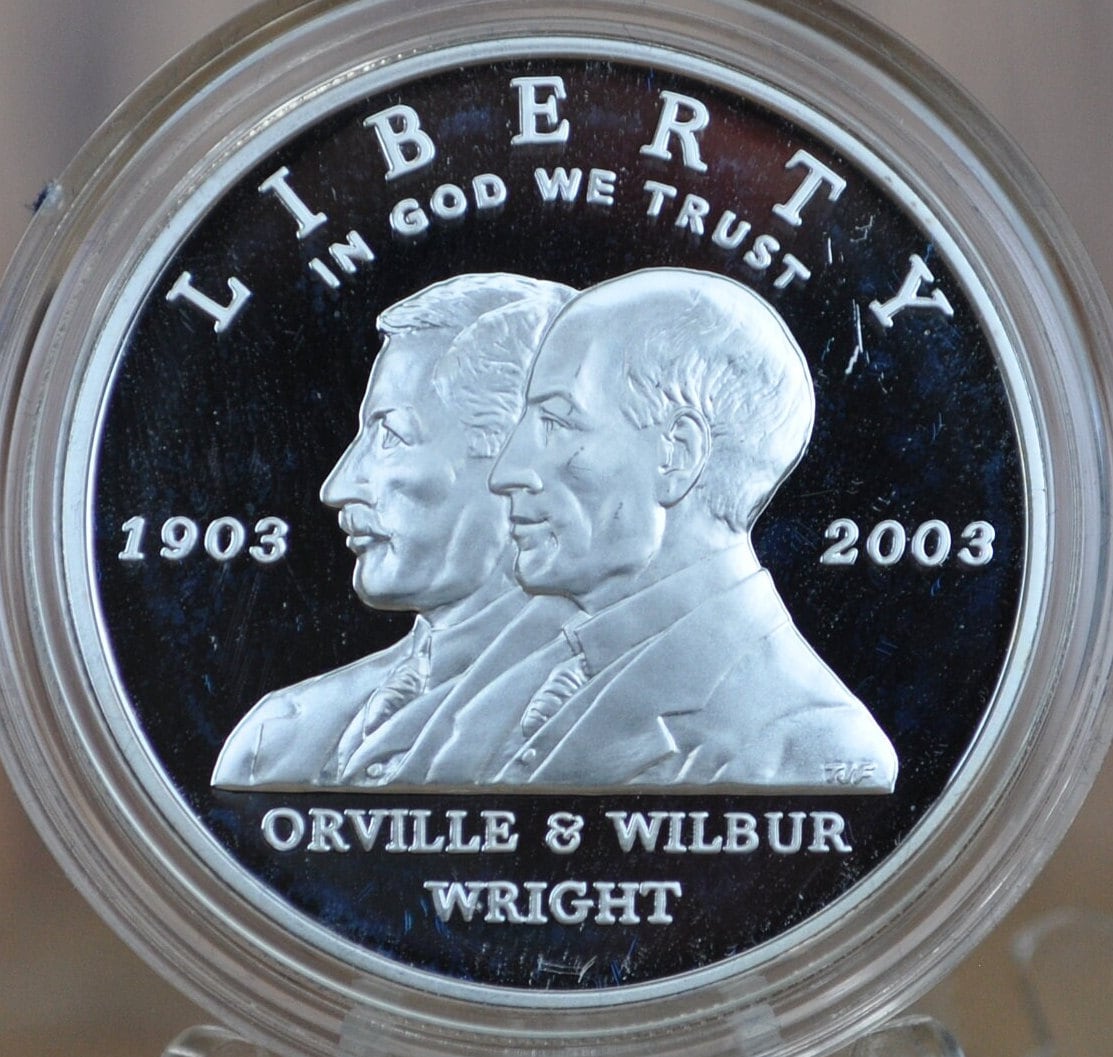 LIBERTY
IN GOD WE TRUST
1903 2003
ORVILLE & WILBUR
WRIGHT